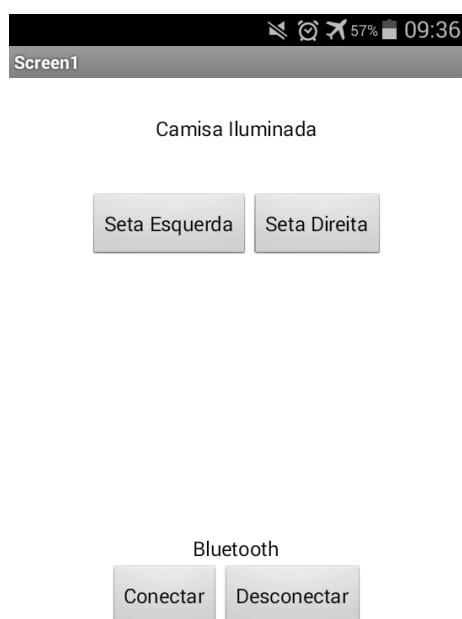 57% 09:36
Screen1
Camisa Iluminada
Seta Esquerda Seta Direita
Bluetooth
Conectar Desconectar